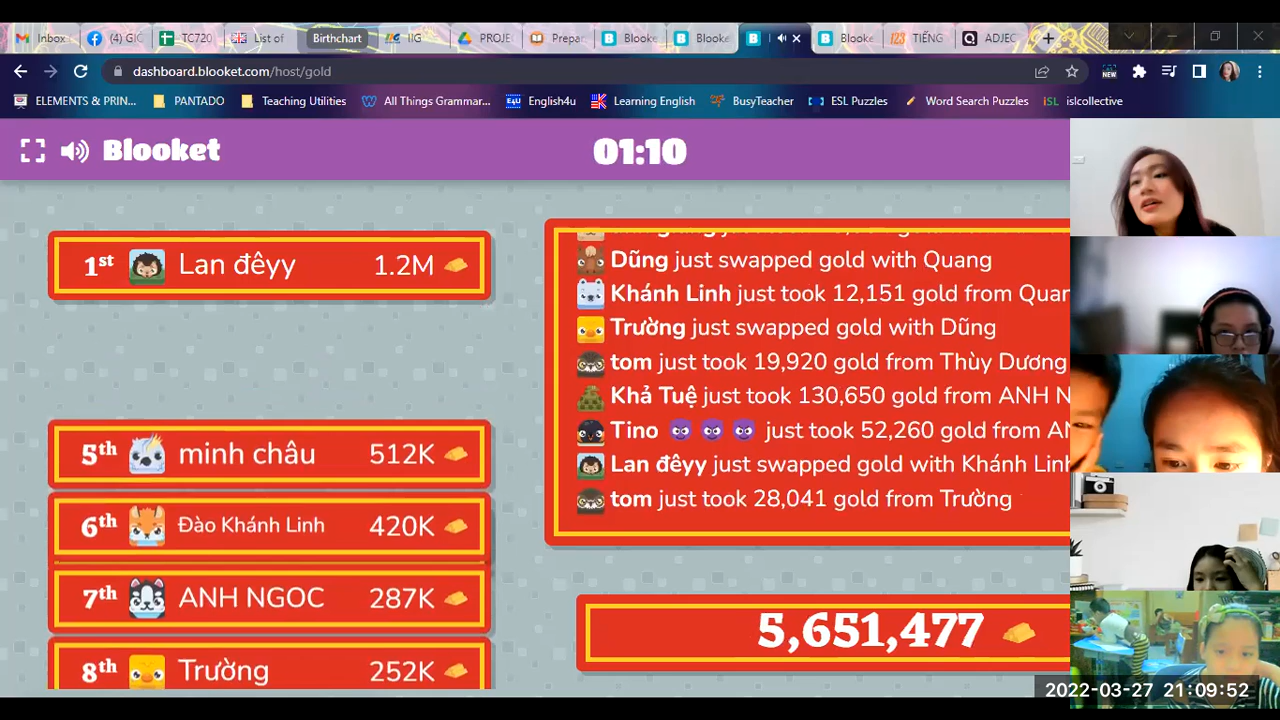 Inbox
(4) GIC
TC720
List of
Birthchart
IIG
PROJE
Prepar
Blooke
Blooke
Blooke
TIẾNG
ADJEC
dashboard.blooket.com/host/gold
NEW
ELEMENTS & PRIN...
PANTADO
Teaching Utilities
All Things Grammar...
E4U English4u
Learning English
BusyTeacher
ESL Puzzles
Word Search Puzzles
iSL islcollective
Blooket
01:10
1st Lan đêyy 1.2M
5th minh châu 512K
6th Đào Khánh Linh 420K
7th ANH NGOC 287K
8th Trường 252K
Dũng just swapped gold with Quang
Khánh Linh just took 12,151 gold from Quan
Trường just swapped gold with Dũng
tom just took 19,920 gold from Thùy Dương
Khả Tuệ just took 130,650 gold from ANH N
Tino 😈 😈 😈 just took 52,260 gold from AN
Lan đêyy just swapped gold with Khánh Linh
tom just took 28,041 gold from Trường
5,651,477
2022-03-27 21:09:52